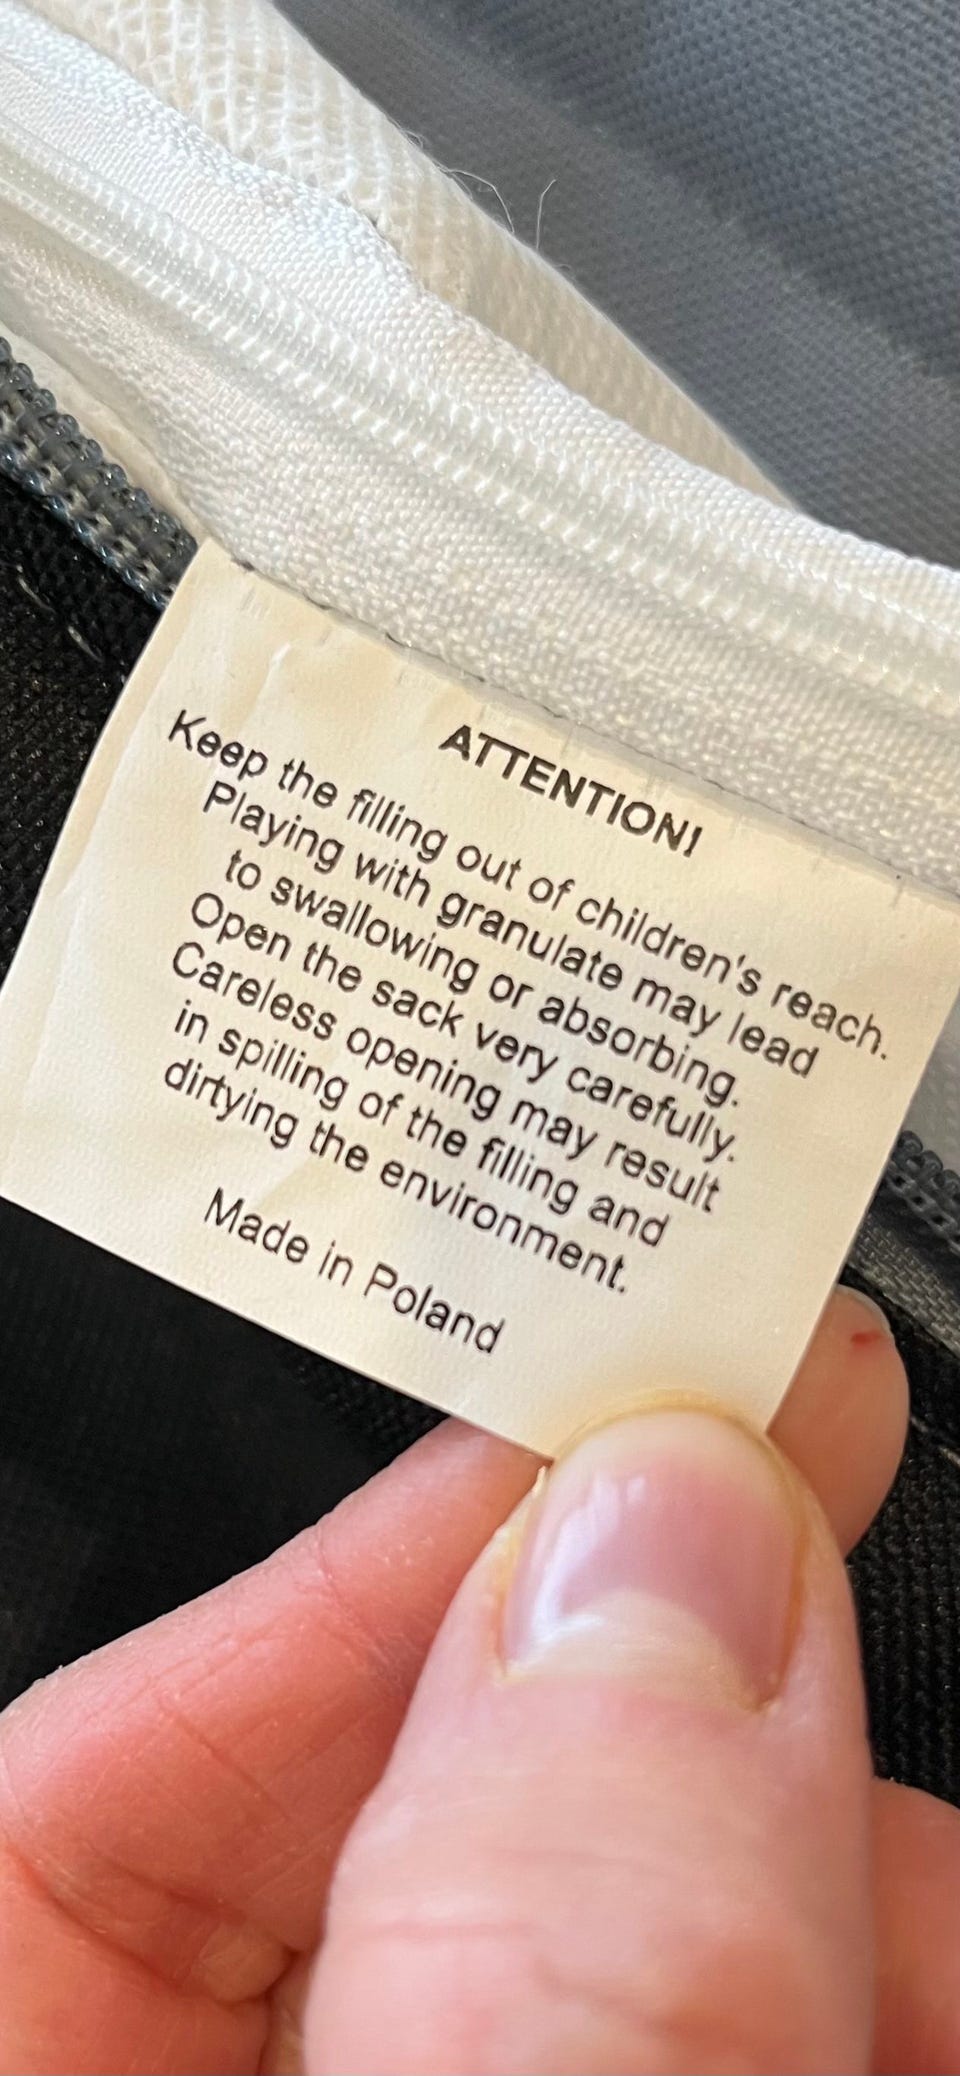 ATTENTION!
Keep the filling out of children's reach.
Playing with granulate may lead
to swallowing or absorbing.
Open the sack very carefully.
Careless opening may result
in spilling of the filling and
dirtying the environment.
Made in Poland